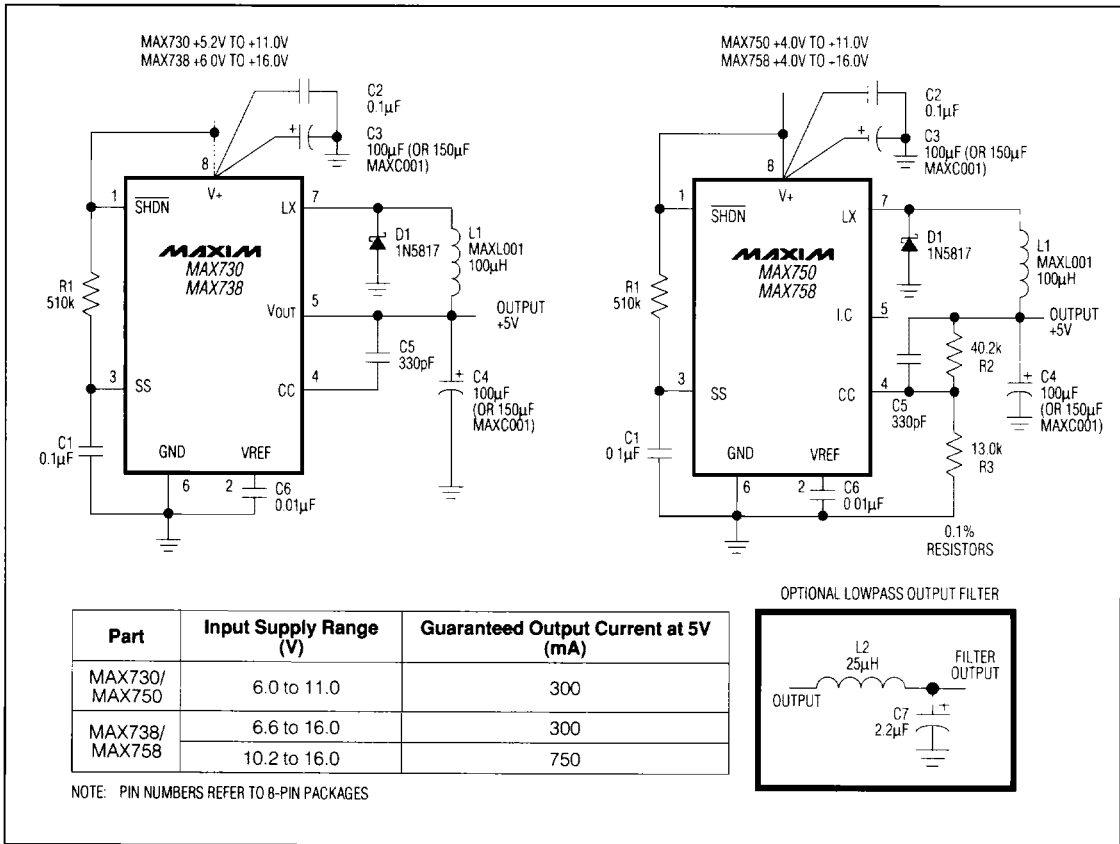 MAX730 +5.2V TO +11.0V
MAX738 +6.0V TO +16.0V
C2
0.1µF
C3
100µF (OR 150µF
MAXC001)
+
8
V+
1
SHDN
LX
7
MAXIM
MAX730
MAX738
D1
1N5817
L1
MAXL001
100µH
R1
510k
VOUT
5
OUTPUT
+5V
C5
330pF
3
SS
CC
4
+
C4
100µF
(OR 150µF
MAXC001)
C1
0.1µF
GND
VREF
6
2
C6
0.01µF
MAX750 +4.0V TO +11.0V
MAX758 +4.0V TO +16.0V
C2
0.1µF
C3
100µF (OR 150µF
MAXC001)
+
8
V+
1
SHDN
LX
7
MAXIM
MAX750
MAX758
D1
1N5817
L1
MAXL001
100µH
R1
510k
I.C
5
OUTPUT
+5V
40.2k
R2
3
SS
CC
4
C5
330pF
+
C4
100µF
(OR 150µF
MAXC001)
C1
0.1µF
GND
VREF
13.0k
R3
6
2
C6
0.01µF
0.1%
RESISTORS
Part Input Supply Range (V) Guaranteed Output Current at 5V (mA)
MAX730/
MAX750 6.0 to 11.0 300
MAX738/
MAX758 6.6 to 16.0 300
10.2 to 16.0 750
NOTE: PIN NUMBERS REFER TO 8-PIN PACKAGES
OPTIONAL LOWPASS OUTPUT FILTER
L2
25µH
FILTER
OUTPUT
OUTPUT
C7
2.2µF
+